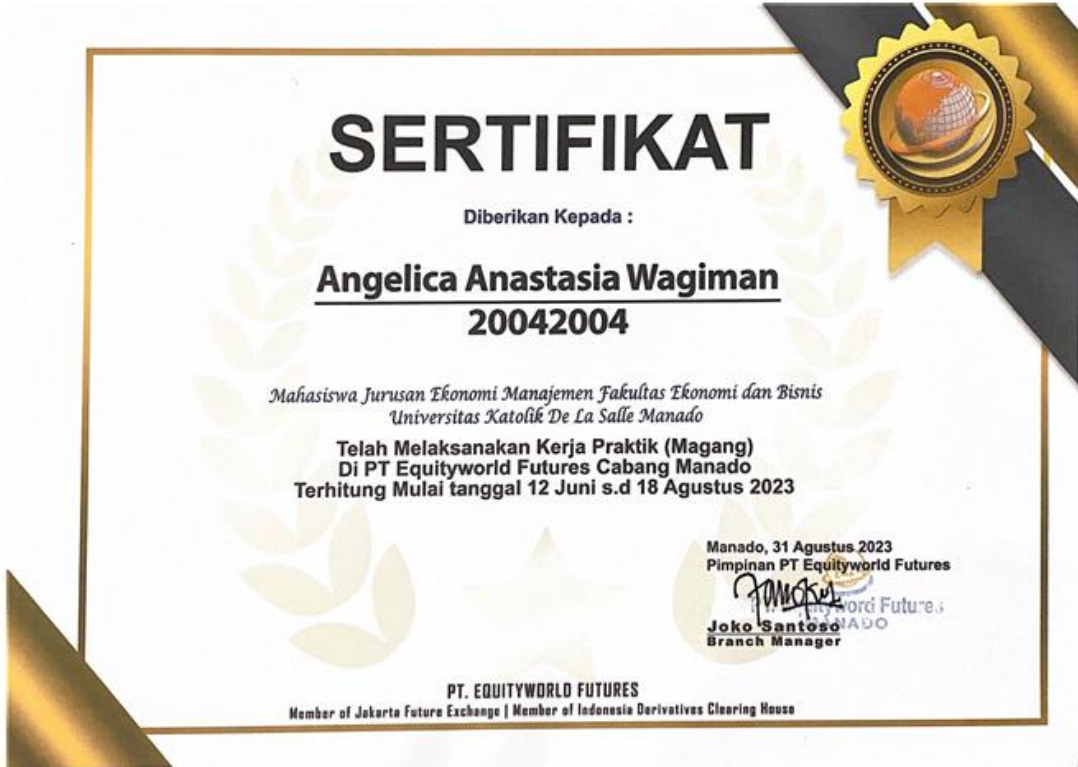 SERTIFIKAT
Diberikan Kepada :
Angelica Anastasia Wagiman
20042004
Mahasiswa Jurusan Ekonomi Manajemen Fakultas Ekonomi dan Bisnis
Universitas Katolik De La Salle Manado
Telah Melaksanakan Kerja Praktik (Magang)
Di PT Equityworld Futures Cabang Manado
Terhitung Mulai tanggal 12 Juni s.d 18 Agustus 2023
Manado, 31 Agustus 2023
Pimpinan PT Equityworld Futures
Futures
MANADO
Joko Santoso
Branch Manager
PT. EQUITYWORLD FUTURES
Member of Jakarta Future Exchange | Member of Indonesia Derivatives Clearing House